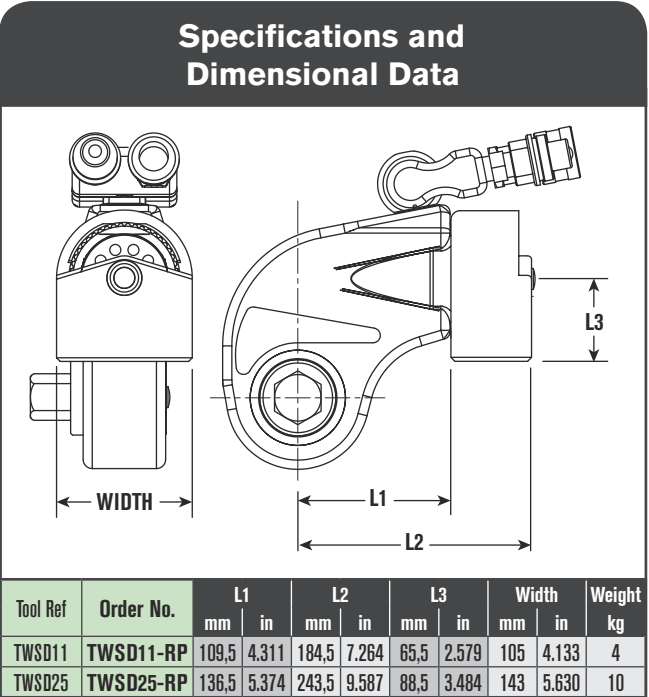 Specifications and
Dimensional Data
L3
WIDTH
L1
L2
Tool Ref Order No. L1 L2 L3 Width Weight
mm in mm in mm in mm in kg
TWSD11 TWSD11-RP 109,5 4.311 184,5 7.264 65,5 2.579 105 4.133 4
TWSD25 TWSD25-RP 136,5 5.374 243,5 9.587 88,5 3.484 143 5.630 10